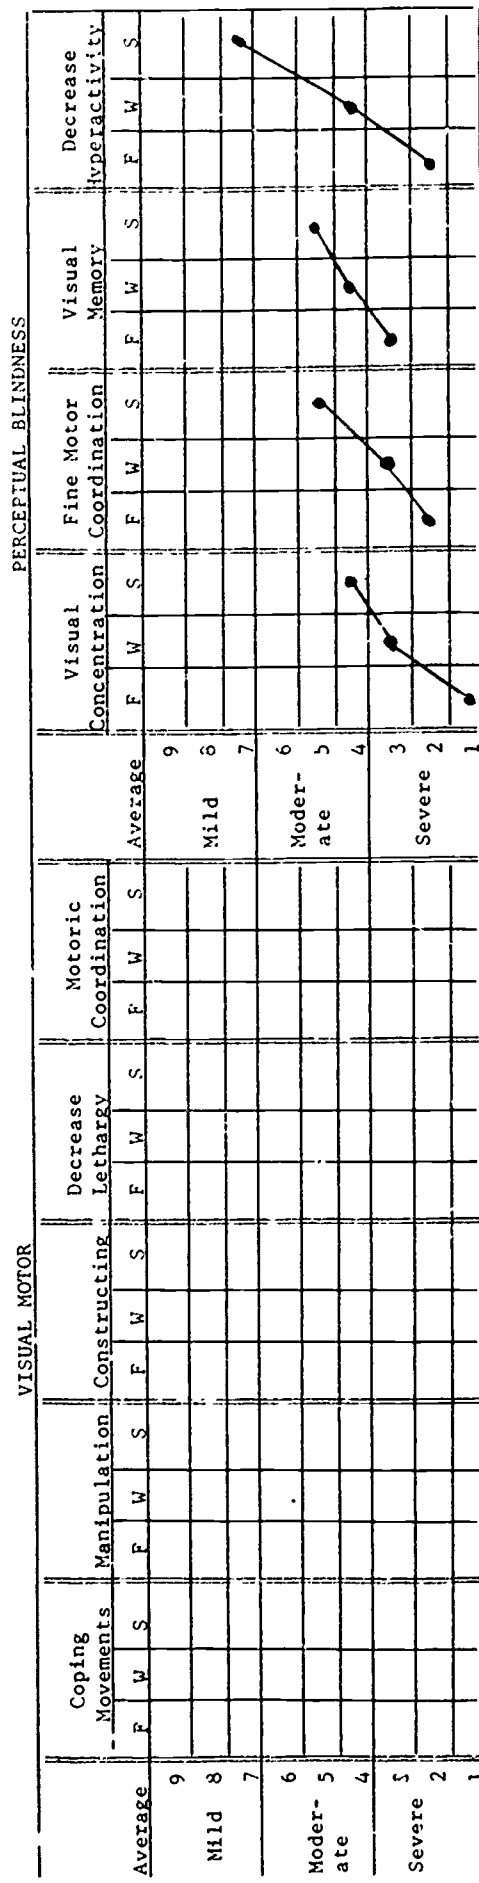 VISUAL MOTOR
Coping Movements
Manipulation
Constructing
Decrease Lethargy
Motoric Coordination
F W S F W S F W S F W S F W S
Average
9
Mild 8
7
6
Moder- 5
ate 4
Severe
2
1
PERCEPTUAL BLINDNESS
Visual Concentration
Fine Motor Coordination
Visual Memory
Decrease Hyperactivity
F W S F W S F W S F W S
Average
9
Mild 8
7
6
Moder- 5
ate 4
3
Severe 2
1